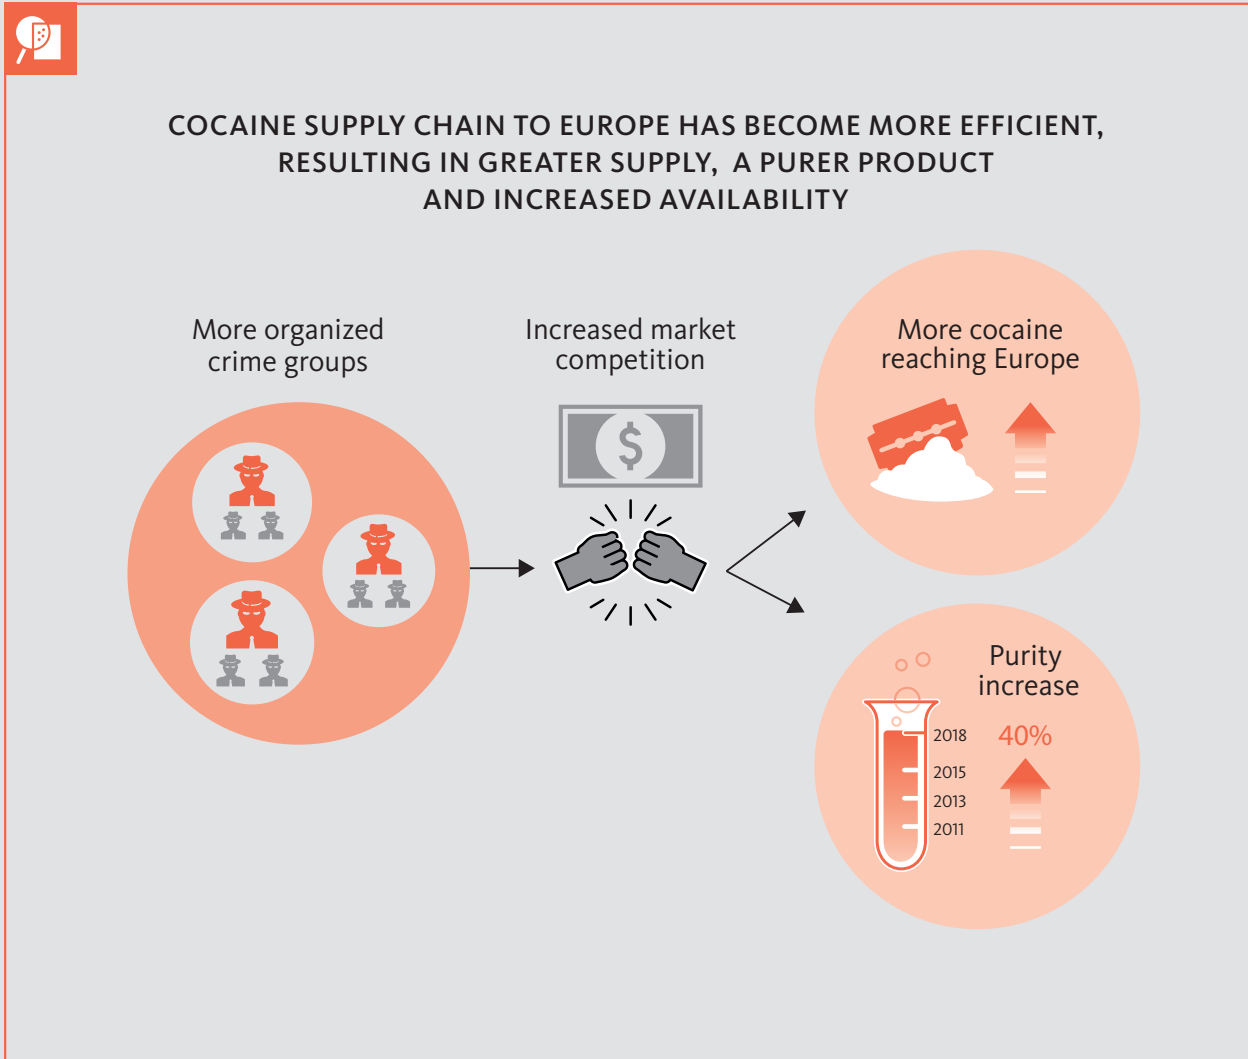 COCAINE SUPPLY CHAIN TO EUROPE HAS BECOME MORE EFFICIENT,
RESULTING IN GREATER SUPPLY, A PURER PRODUCT
AND INCREASED AVAILABILITY
More organized
crime groups
Increased market
competition
$
More cocaine
reaching Europe
Purity
increase
2018
40%
2015
2013
2011